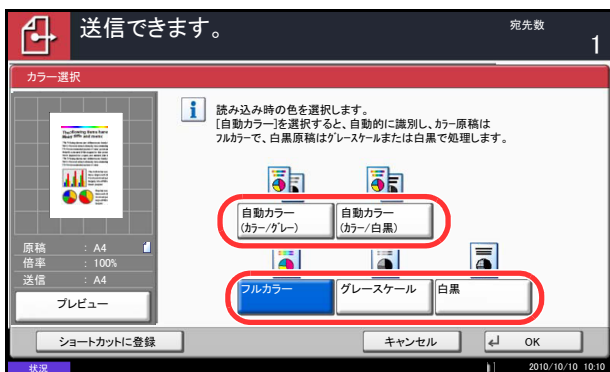 送信できます。
宛先数
1
カラー選択
読み込み時の色を選択します。
[自動カラー]を選択すると、自動的に識別し、カラー原稿は
フルカラーで、白黒原稿はグレースケールまたは白黒で処理します。
自動カラー
(カラー/グレー)
自動カラー
(カラー/白黒)
原稿 : A4
倍率 : 100%
送信 : A4
フルカラー
グレースケール
白黒
プレビュー
ショートカットに登録
キャンセル
OK
状況
2010/10/10 10:10